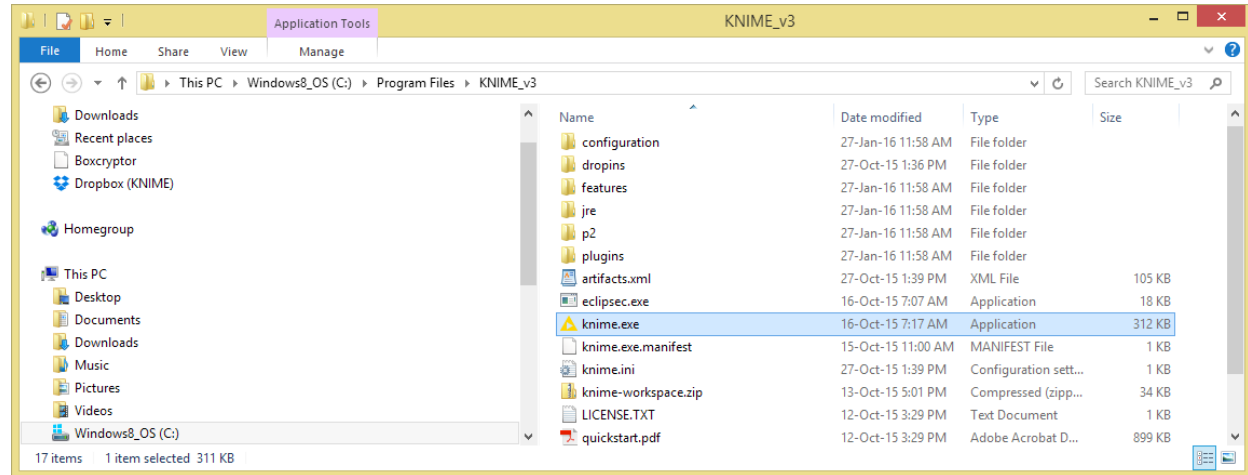 Application Tools KNIME_v3
File Home Share View Manage
This PC Windows8_OS (C:) Program Files KNIME_v3 Search KNIME_v3
Downloads
Recent places
Boxcryptor
Dropbox (KNIME)
Homegroup
This PC
Desktop
Documents
Downloads
Music
Pictures
Videos
Windows8_OS (C:)
Name Date modified Type Size
configuration 27-Jan-16 11:58 AM File folder
dropins 27-Oct-15 1:36 PM File folder
features 27-Jan-16 11:58 AM File folder
jre 27-Jan-16 11:58 AM File folder
p2 27-Jan-16 11:58 AM File folder
plugins 27-Jan-16 11:58 AM File folder
artifacts.xml 27-Oct-15 1:39 PM XML File 105 KB
eclipsec.exe 16-Oct-15 7:07 AM Application 18 KB
knime.exe 16-Oct-15 7:17 AM Application 312 KB
knime.exe.manifest 15-Oct-15 11:00 AM MANIFEST File 1 KB
knime.ini 27-Oct-15 1:39 PM Configuration sett... 1 KB
knime-workspace.zip 13-Oct-15 5:01 PM Compressed (zipp... 34 KB
LICENSE.TXT 12-Oct-15 3:29 PM Text Document 1 KB
quickstart.pdf 12-Oct-15 3:29 PM Adobe Acrobat D... 899 KB
17 items 1 item selected 311 KB